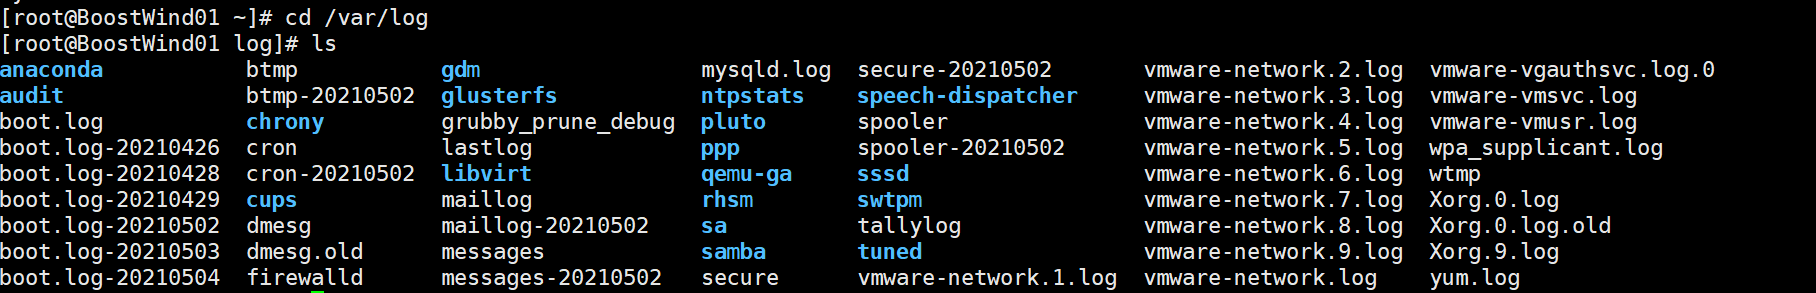 [root@BoostWind01 ~]# cd /var/log
[root@BoostWind01 log]# ls
anaconda btmp gdm mysqld.log secure-20210502 vmware-network.2.log vmware-vgauthsvc.log.0
audit btmp-20210502 glusterfs ntpstats speech-dispatcher vmware-network.3.log vmware-vmsvc.log
boot.log chrony grubby_prune_debug pluto spooler vmware-network.4.log vmware-vmusr.log
boot.log-20210426 cron lastlog ppp spooler-20210502 vmware-network.5.log wpa_supplicant.log
boot.log-20210428 cron-20210502 libvirt qemu-ga sssd vmware-network.6.log wtmp
boot.log-20210429 cups maillog rhsm swtpm vmware-network.7.log Xorg.0.log
boot.log-20210502 dmesg maillog-20210502 sa tallylog vmware-network.8.log Xorg.0.log.old
boot.log-20210503 dmesg.old messages samba tuned vmware-network.9.log Xorg.9.log
boot.log-20210504 firewalld messages-20210502 secure vmware-network.1.log vmware-network.log yum.log